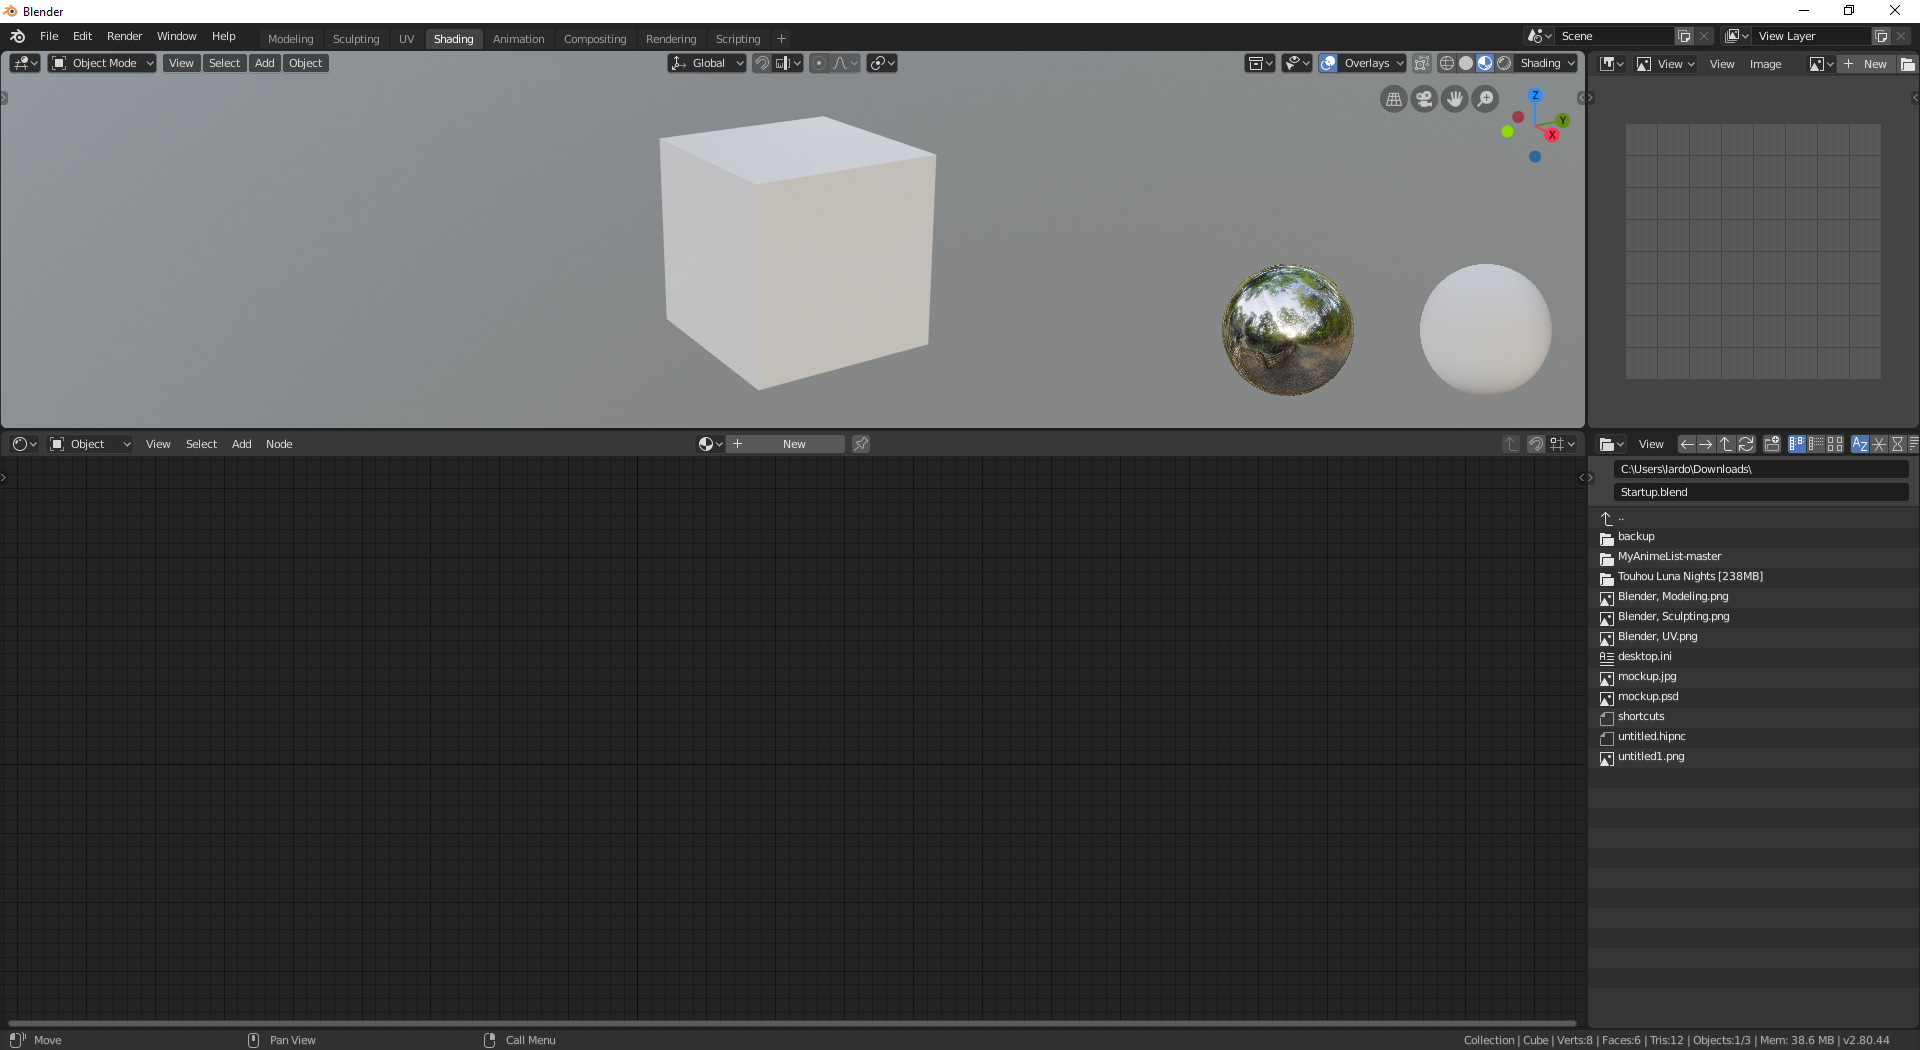 Blender
File Edit Render Window Help Modeling Sculpting UV Shading Animation Compositing Rendering Scripting + Scene View Layer
Object Mode View Select Add Object Global Overlays Shading View View Image + New
Z
Y
X
Object View Select Add Node + New View AZ
C:\Users\lardo\Downloads\
Startup.blend
..
backup
MyAnimeList-master
Touhou Luna Nights [238MB]
Blender, Modeling.png
Blender, Sculpting.png
Blender, UV.png
desktop.ini
mockup.jpg
mockup.psd
shortcuts
untitled.hipnc
untitled1.png
Move Pan View Call Menu Collection | Cube | Verts:8 | Faces:6 | Tris:12 | Objects:1/3 | Mem: 38.6 MB | v2.80.44